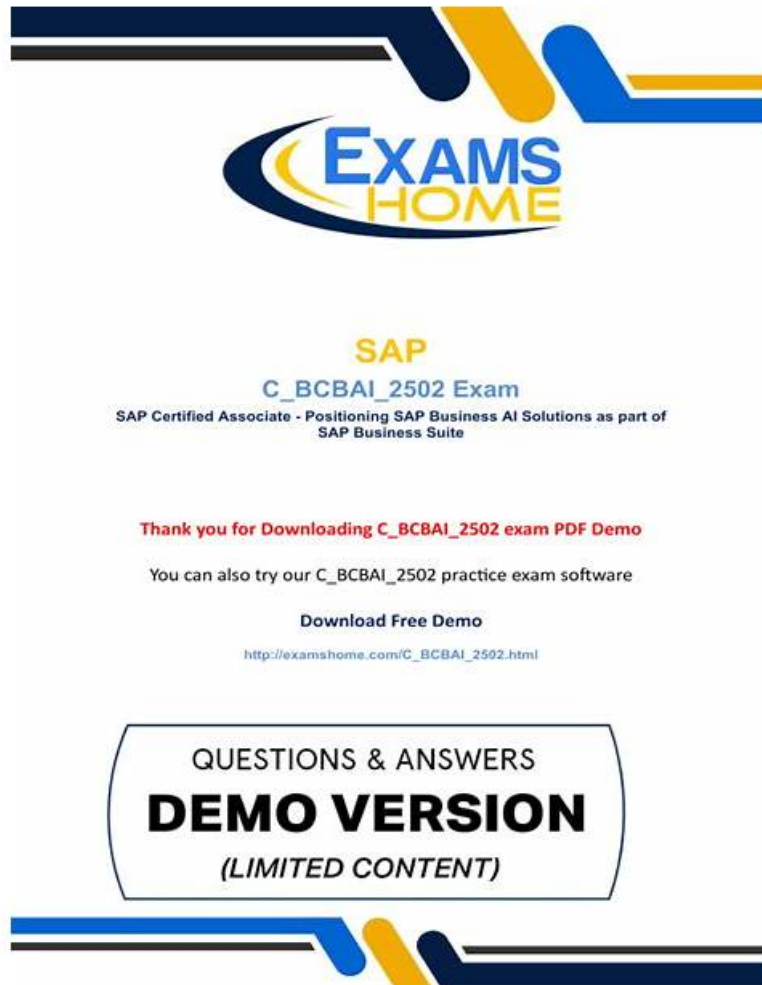 EXAMS
HOME
SAP
C_BCBAI_2502 Exam
SAP Certified Associate - Positioning SAP Business AI Solutions as part of
SAP Business Suite
Thank you for Downloading C_BCBAI_2502 exam PDF Demo
You can also try our C_BCBAI_2502 practice exam software
Download Free Demo
http://examshome.com/C_BCBAI_2502.html
QUESTIONS & ANSWERS
DEMO VERSION
(LIMITED CONTENT)